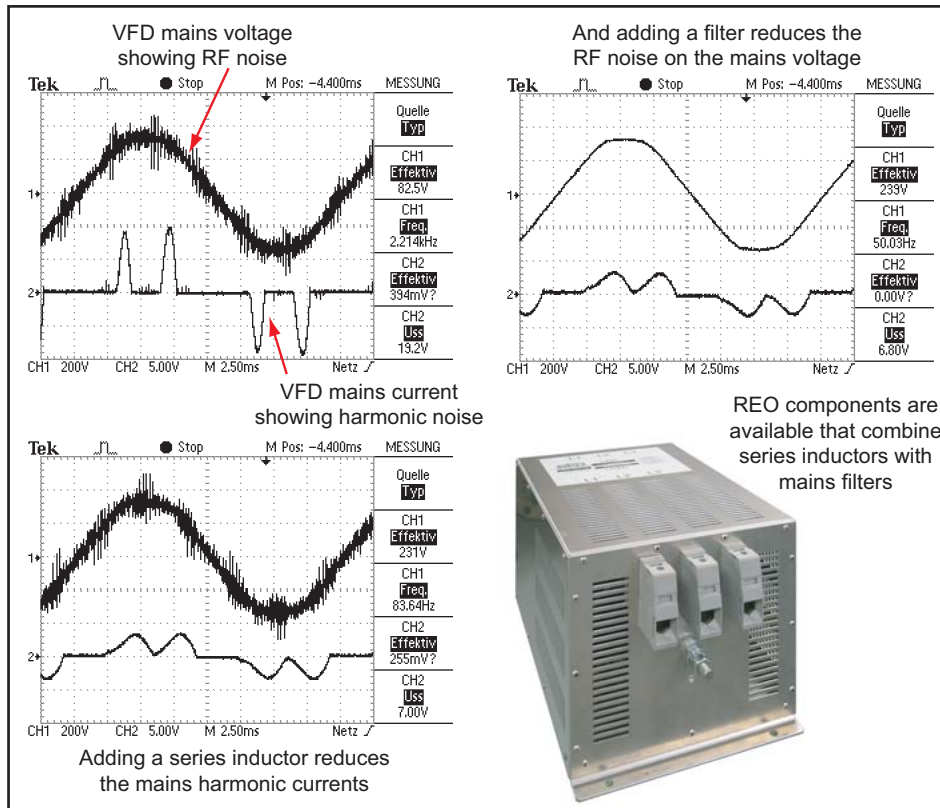 VFD mains voltage
showing RF noise
Tek Stop M Pos: -4.400ms MESSUNG
Quelle
Typ
CH1
Effektiv
82.5V
CH1
Freq.
2.214kHz
CH2
Effektiv
394mV?
CH2
Uss
19.2V
1
2
CH1 200V CH2 5.00V M 2.50ms Netz
VFD mains current
showing harmonic noise
And adding a filter reduces the
RF noise on the mains voltage
Tek Stop M Pos: -4.400ms MESSUNG
Quelle
Typ
CH1
Effektiv
239V
CH1
Freq.
50.03Hz
CH2
Effektiv
0.00V?
CH2
Uss
6.80V
1
2
CH1 200V CH2 5.00V M 2.50ms Netz
Tek Stop M Pos: -4.400ms MESSUNG
Quelle
Typ
CH1
Effektiv
231V
CH1
Freq.
83.64Hz
CH2
Effektiv
255mV?
CH2
Uss
7.00V
1
2
CH1 200V CH2 5.00V M 2.50ms Netz
Adding a series inductor reduces
the mains harmonic currents
REO components are
available that combine
series inductors with
mains filters